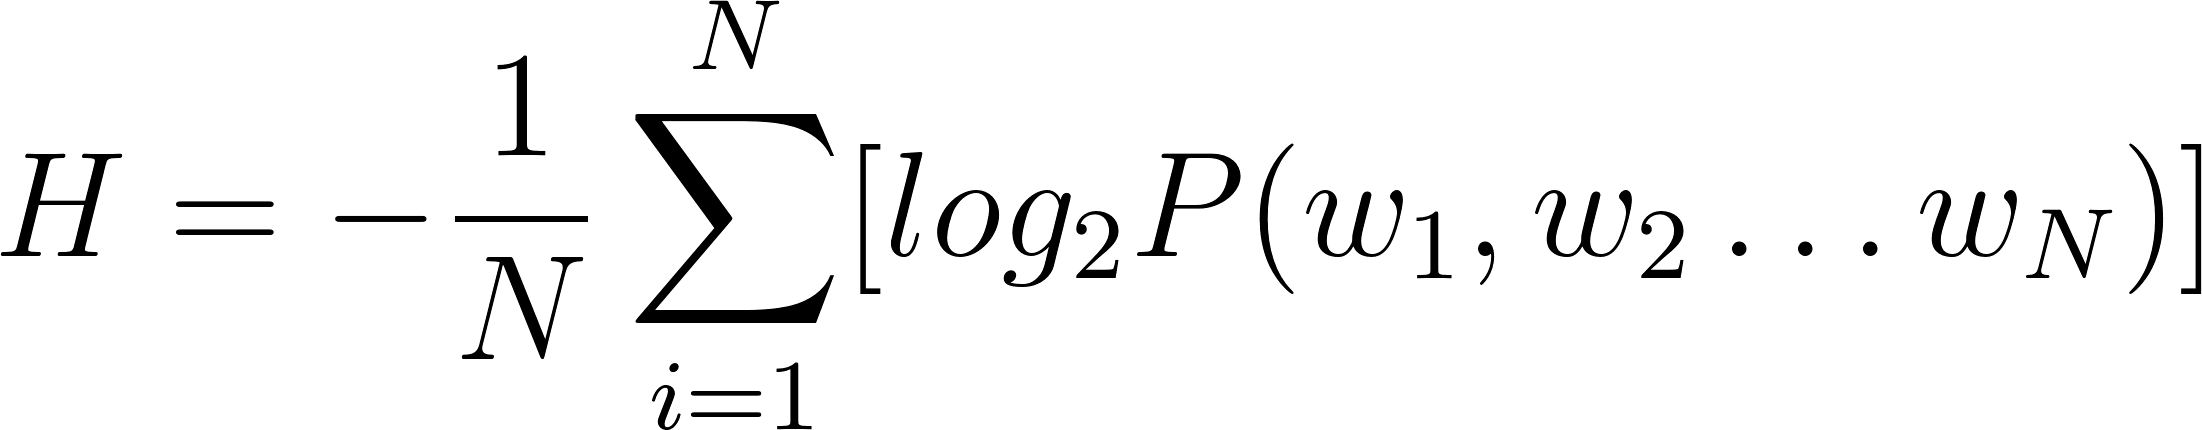 H = -\frac{1}{N} \sum_{i=1}^{N} [log_2 P(w_1, w_2 \ldots w_N)]